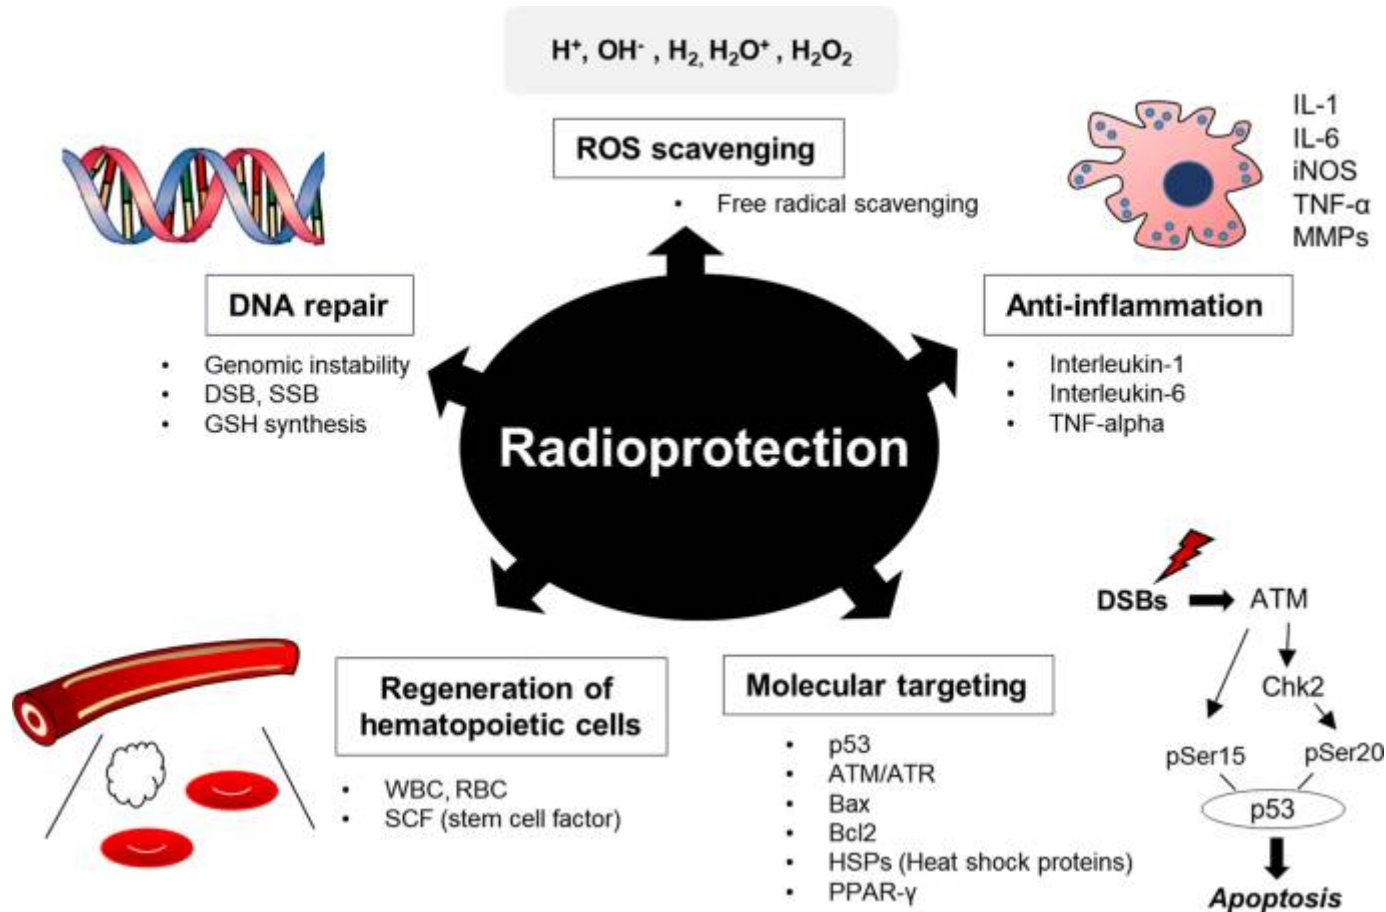 H⁺, OH⁻ , H₂, H₂O⁺ , H₂O₂
ROS scavenging
• Free radical scavenging
IL-1
IL-6
iNOS
TNF-α
MMPs
DNA repair
• Genomic instability
• DSB, SSB
• GSH synthesis
Anti-inflammation
• Interleukin-1
• Interleukin-6
• TNF-alpha
Radioprotection
Regeneration of
hematopoietic cells
• WBC, RBC
• SCF (stem cell factor)
Molecular targeting
• p53
• ATM/ATR
• Bax
• Bcl2
• HSPs (Heat shock proteins)
• PPAR-γ
DSBs ATM
Chk2
pSer15 pSer20
p53
Apoptosis